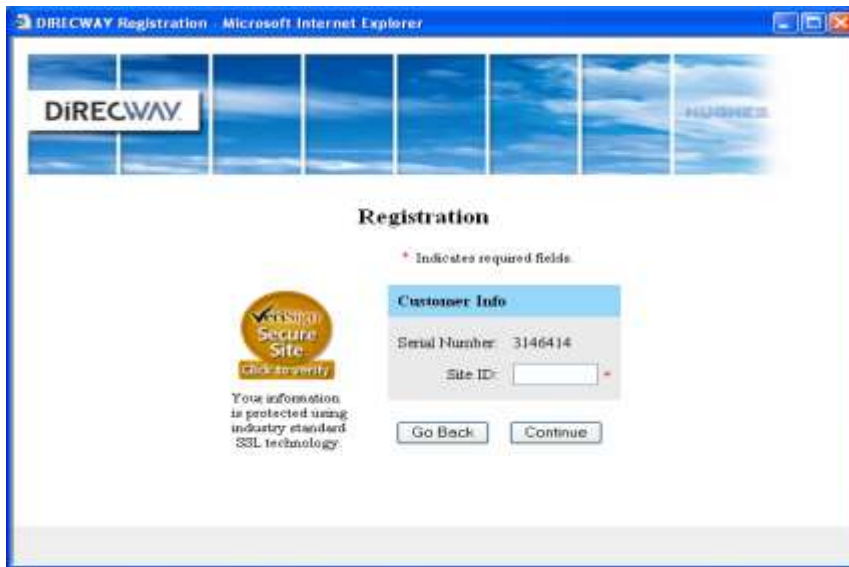 DIRECWAY Registration - Microsoft Internet Explorer
DiRECWAY
HUGHES
Registration
* Indicates required fields.
Customer Info
Serial Number: 3146414
Site ID: *
VeriSign
Secure
Site
Click to verify
Your information
is protected using
industry standard
SSL technology.
Go Back Continue